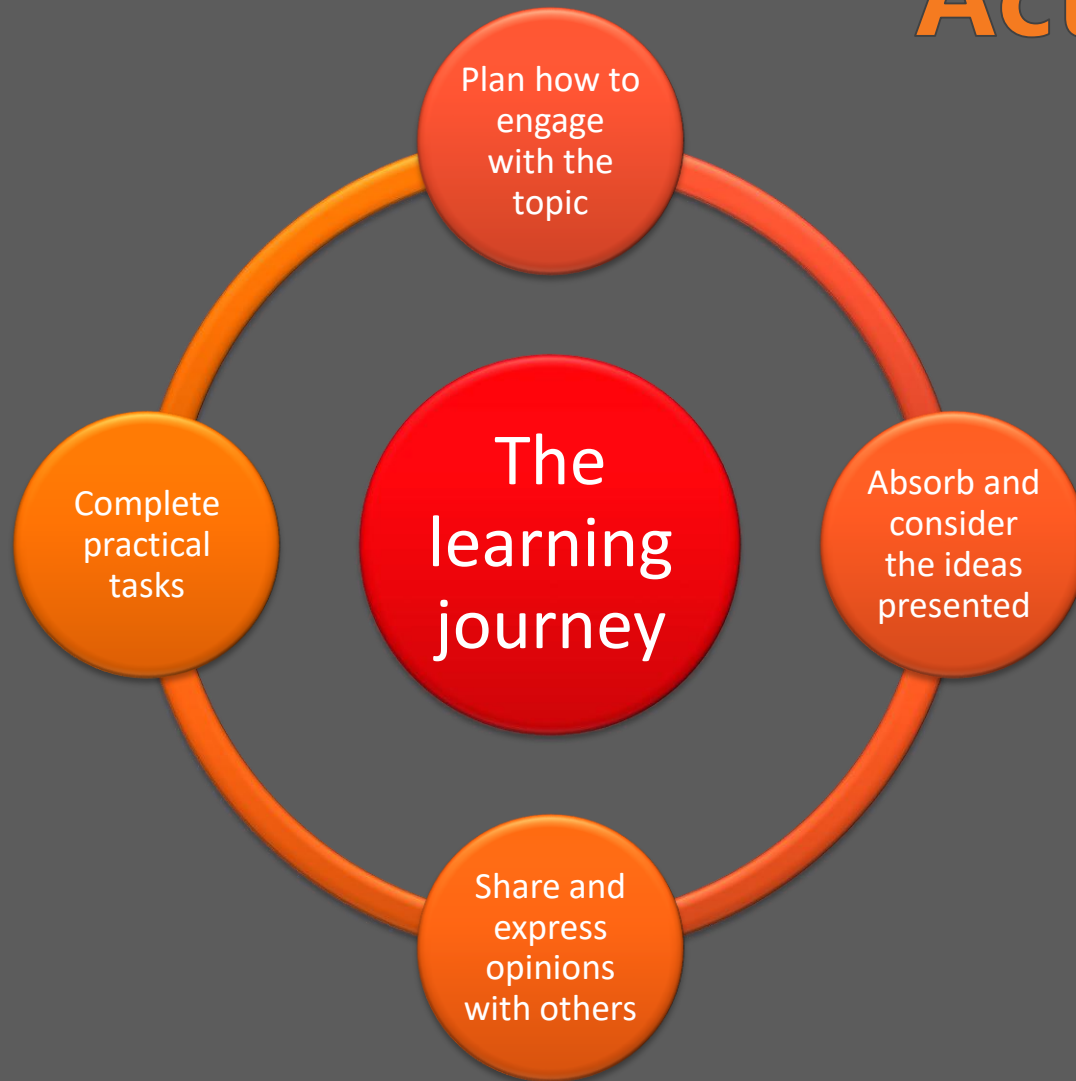 Plan how to
engage
with the
topic
The
learning
journey
Complete
practical
tasks
Absorb and
consider
the ideas
presented
Share and
express
opinions
with others